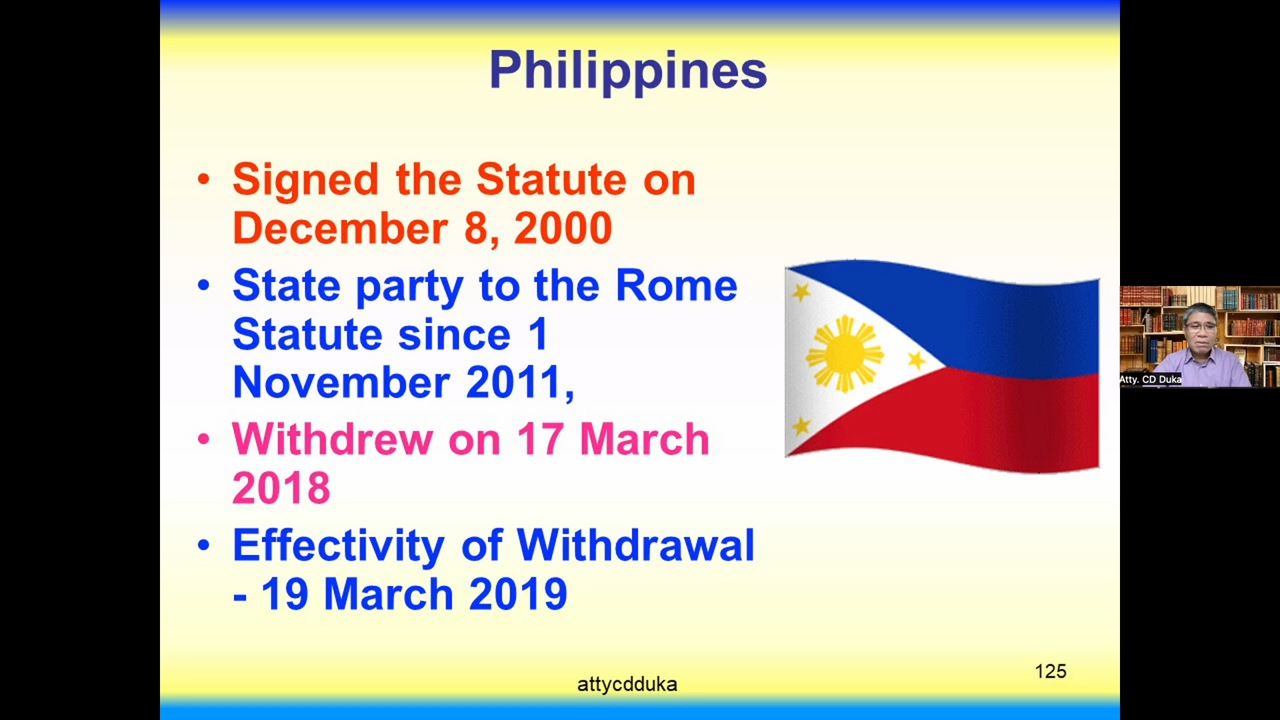 Philippines
• Signed the Statute on
December 8, 2000
• State party to the Rome
Statute since 1
November 2011,
• Withdrew on 17 March
2018
• Effectivity of Withdrawal
- 19 March 2019
Atty. CD Duka
attycdduka
125